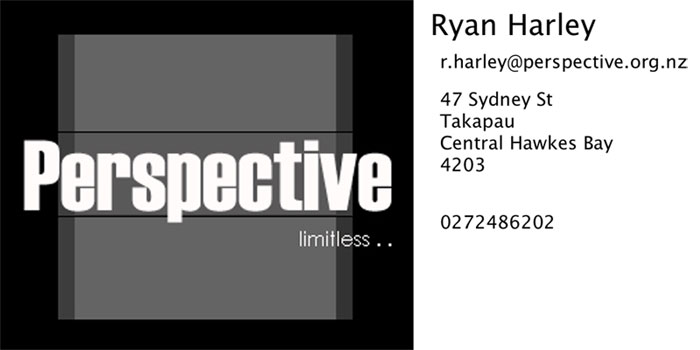 Perspective
limitless . .
Ryan Harley
r.harley@perspective.org.nz
47 Sydney St
Takapau
Central Hawkes Bay
4203
0272486202